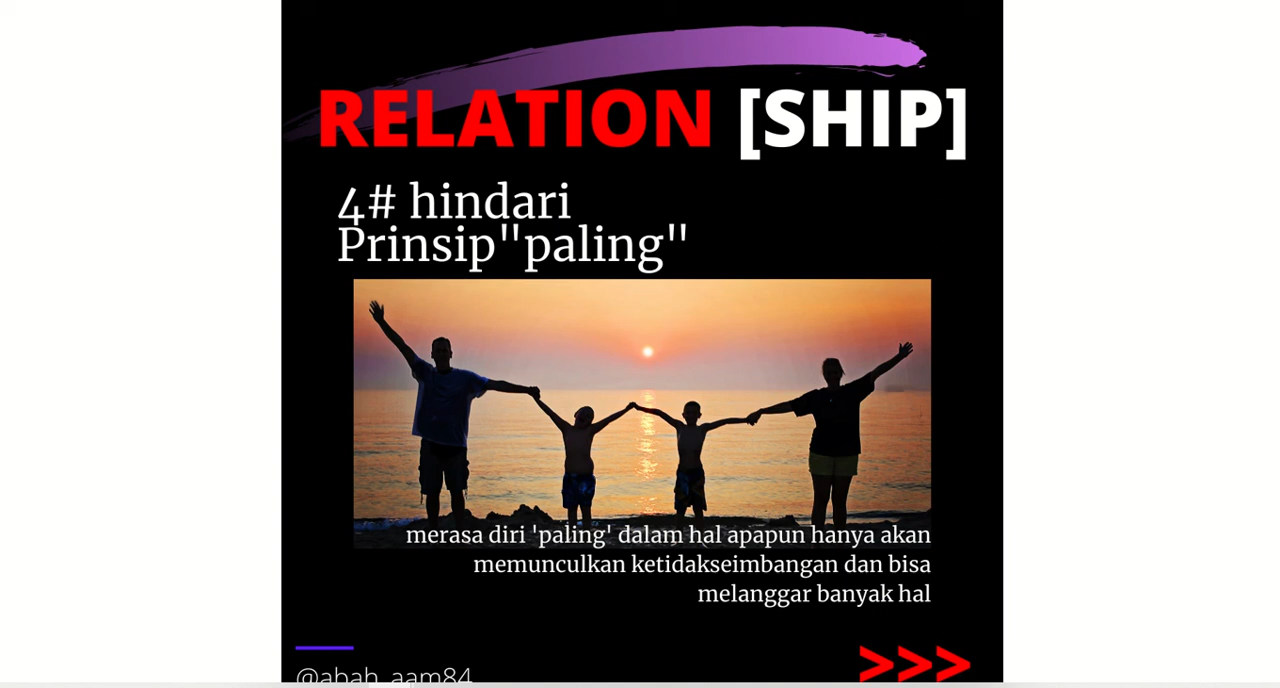 RELATION [SHIP]
4# hindari
Prinsip"paling"
merasa diri 'paling' dalam hal apapun hanya akan
memunculkan ketidakseimbangan dan bisa
melanggar banyak hal
@abah_aam84
>>>